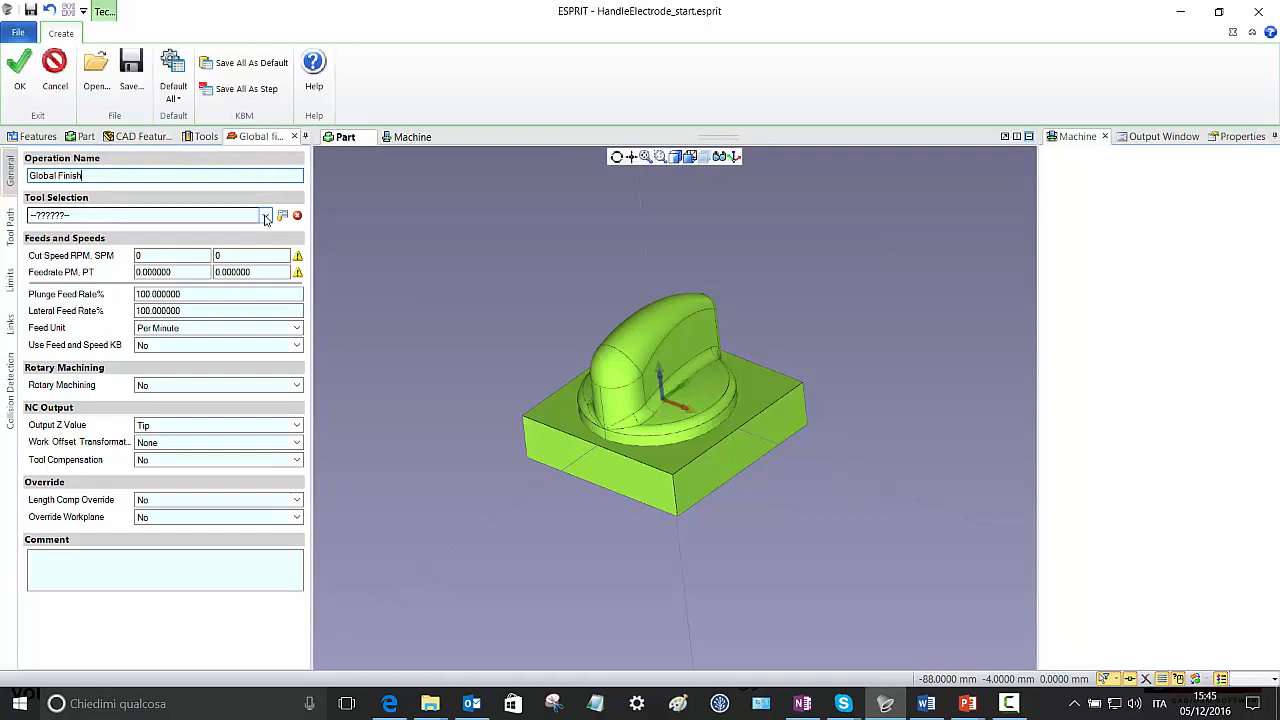 Tec...
ESPRIT - HandleElectrode_start.esprit
File
Create
OK
Cancel
Open...
Save...
Default
All
Save All As Default
Save All As Step
Help
Exit
File
Default
KBM
Help
Features
Part
CAD Featur...
Tools
Global fi...
Part
Machine
Machine
Output Window
Properties
General
Tool Path
Limits
Links
Collision Detection
Operation Name
Global Finish
Tool Selection
--??????--
Feeds and Speeds
Cut Speed RPM, SPM 0 0
Feedrate PM, PT 0.000000 0.000000
Plunge Feed Rate% 100.000000
Lateral Feed Rate% 100.000000
Feed Unit Per Minute
Use Feed and Speed KB No
Rotary Machining
Rotary Machining No
NC Output
Output Z Value Tip
Work Offset Transformat... None
Tool Compensation No
Override
Length Comp Override No
Override Workplane No
Comment
-88.0000 mm -4.0000 mm 0.0000 mm
Chiedimi qualcosa
ITA
15:45
05/12/2016